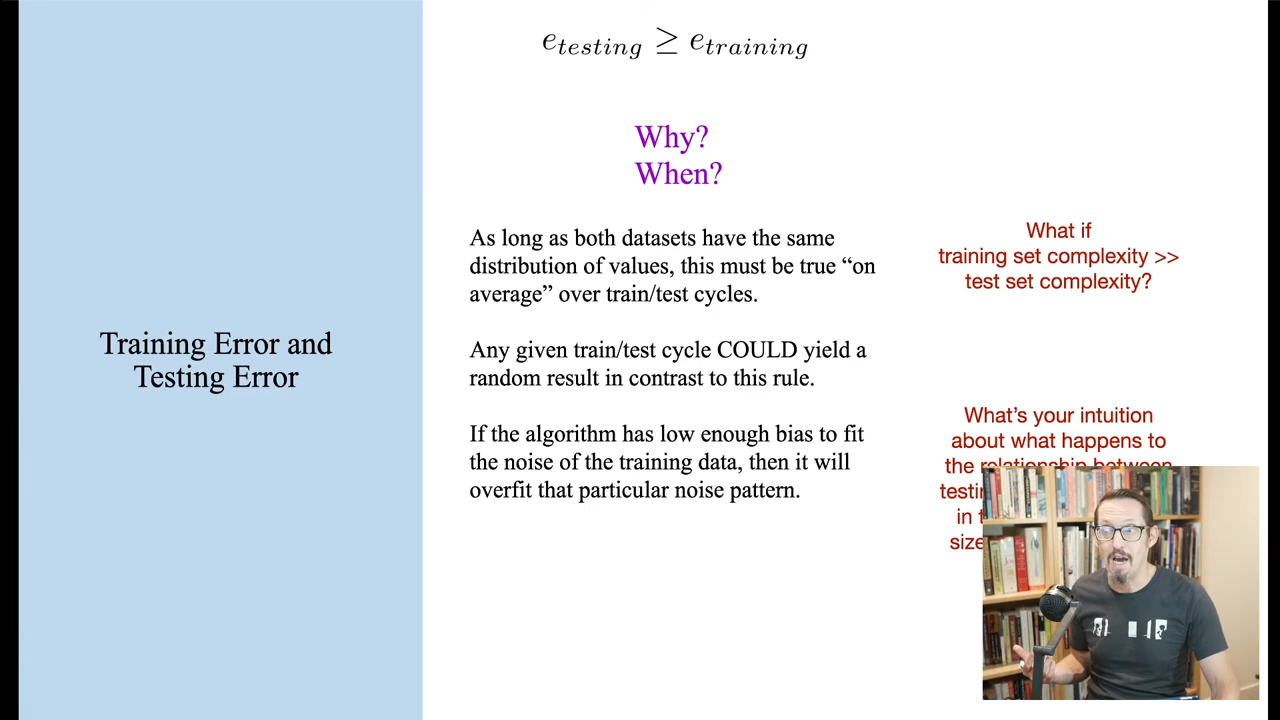 e_testing ≥ e_training
Why?
When?
As long as both datasets have the same
distribution of values, this must be true “on
average” over train/test cycles.
Any given train/test cycle COULD yield a
random result in contrast to this rule.
If the algorithm has low enough bias to fit
the noise of the training data, then it will
overfit that particular noise pattern.
Training Error and
Testing Error
What if
training set complexity >>
test set complexity?
What’s your intuition
about what happens to
the relationship between
in